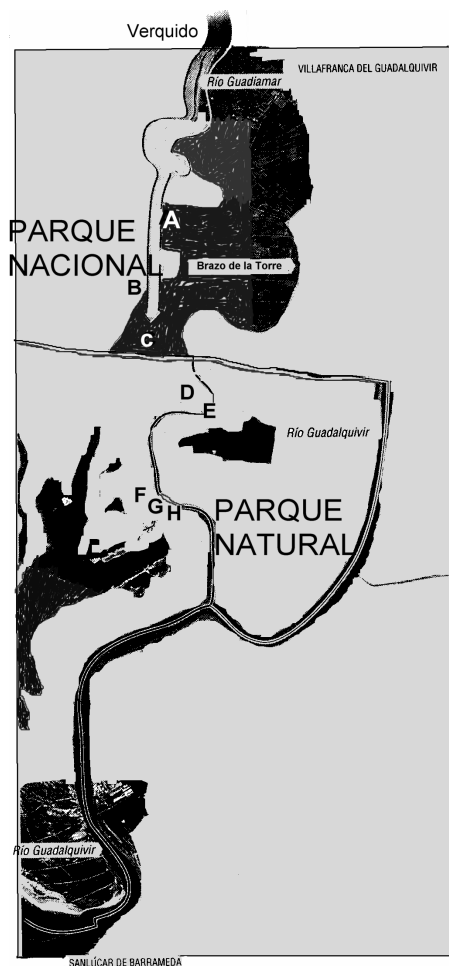 Verquido
VILLAFRANCA DEL GUADALQUIVIR
Río Guadiamar
A
PARQUE
NACIONAL
Brazo de la Torre
B
C
D
E
Río Guadalquivir
F
G
H
PARQUE
NATURAL
Río Guadalquivir
SANLÚCAR DE BARRAMEDA